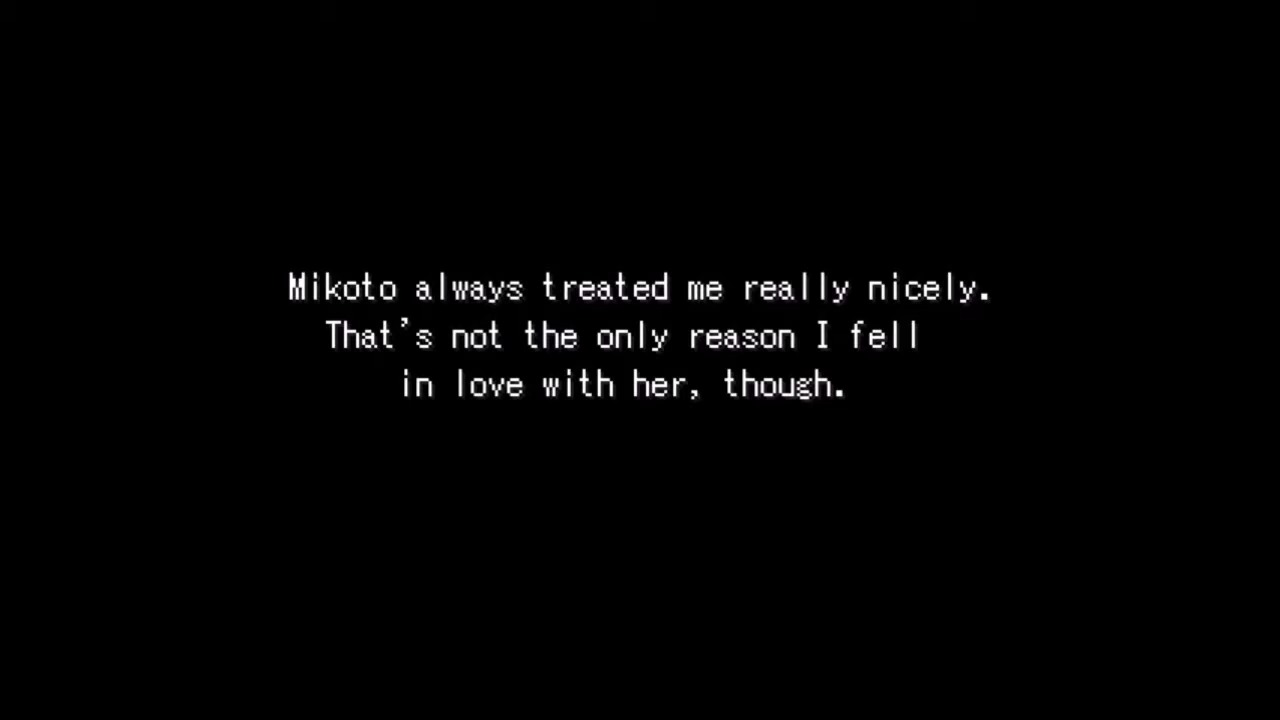 Mikoto always treated me really nicely.
That's not the only reason I fell
in love with her, though.